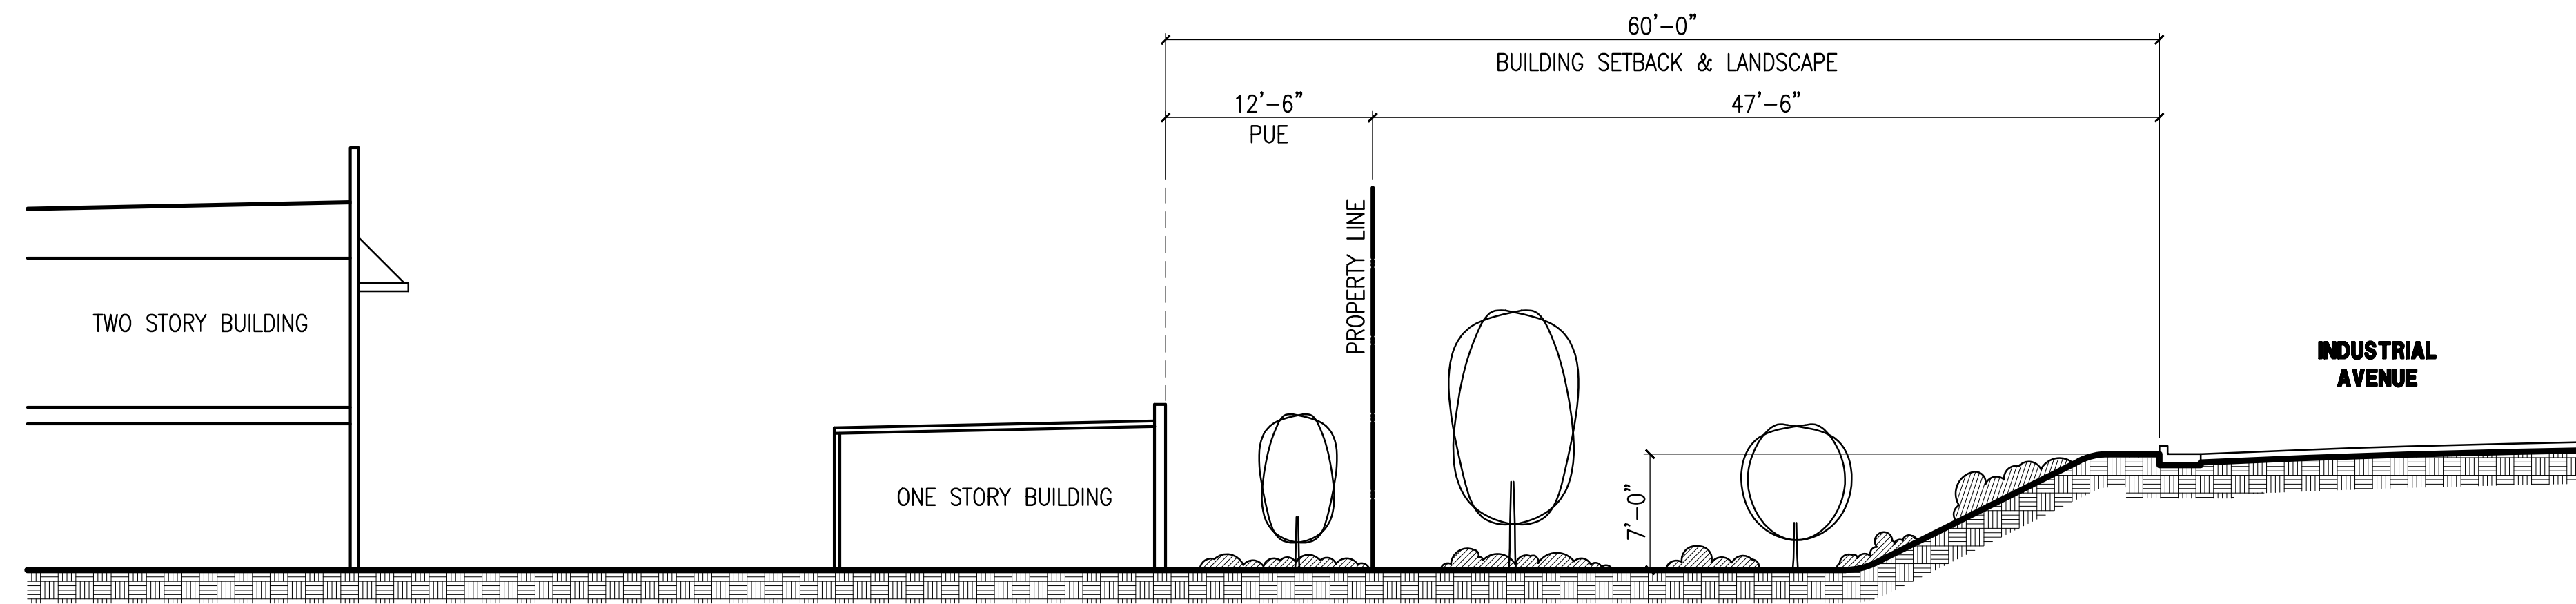 60'-0"
BUILDING SETBACK & LANDSCAPE
12'-6"
47'-6"
PUE
PROPERTY LINE
TWO STORY BUILDING
INDUSTRIAL
AVENUE
ONE STORY BUILDING
7'-0"